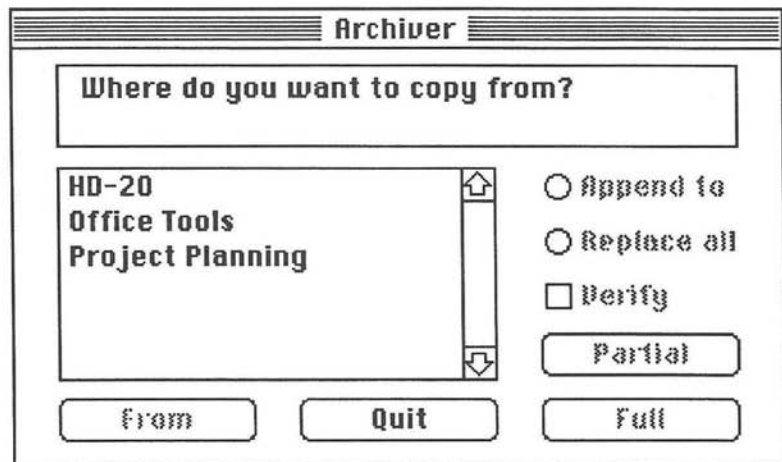 Archiver
Where do you want to copy from?
HD-20
Office Tools
Project Planning
Append to
Replace all
Verify
Partial
From
Quit
Full